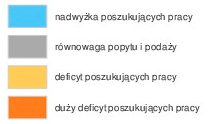 nadwyżka poszukujących pracy
równowaga popytu i podaży
deficyt poszukujących pracy
duży deficyt poszukujących pracy